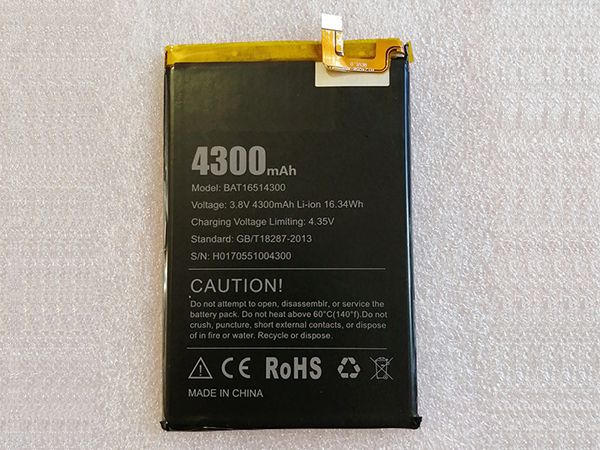 4300mAh
Model: BAT16514300
Voltage: 3.8V 4300mAh Li-ion 16.34Wh
Charging Voltage Limiting: 4.35V
Standard: GB/T18287-2013
S/N: H0170551004300
CAUTION!
Do not attempt to open, disassemblr, or service the
battery pack. Do not heat above 60°C(140°f).Do not
crush, puncture, short external contacts, or dispose
of in fire or water. Recycle or dispose.
CE RoHS
MADE IN CHINA